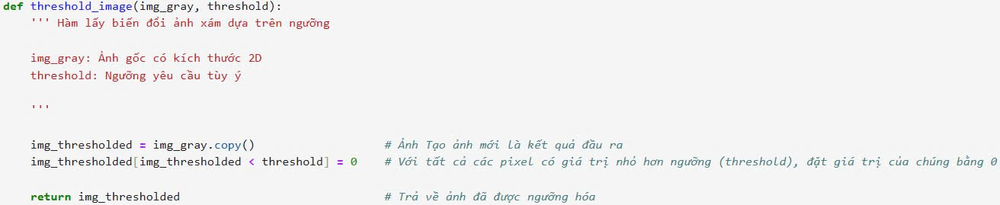 def threshold_image(img_gray, threshold):
''' Hàm lấy biến đổi ảnh xám dựa trên ngưỡng
img_gray: Ảnh gốc có kích thước 2D
threshold: Ngưỡng yêu cầu tùy ý
'''
img_thresholded = img_gray.copy() # Ảnh Tạo ảnh mới là kết quả đầu ra
img_thresholded[img_thresholded < threshold] = 0 # Với tất cả các pixel có giá trị nhỏ hơn ngưỡng (threshold), đặt giá trị của chúng bằng 0
return img_thresholded # Trả về ảnh đã được ngưỡng hóa